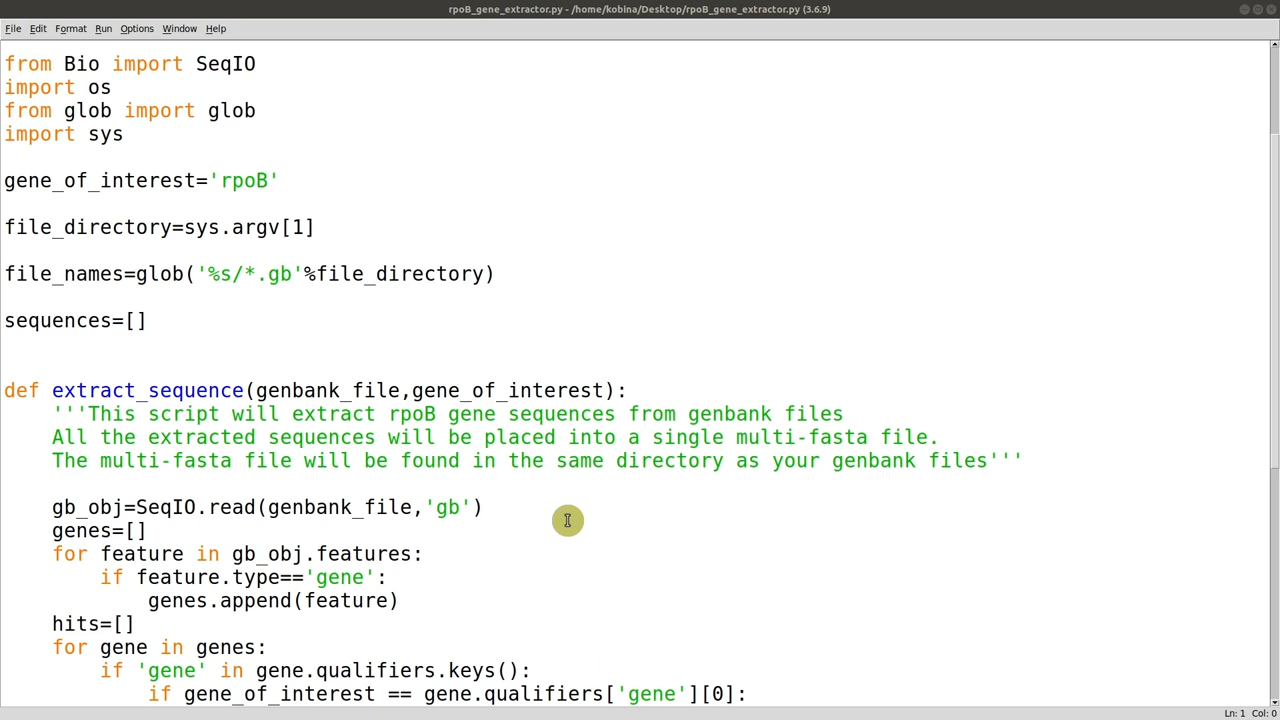 rpoB_gene_extractor.py - /home/kobina/Desktop/rpoB_gene_extractor.py (3.6.9)
File Edit Format Run Options Window Help
from Bio import SeqIO
import os
from glob import glob
import sys
gene_of_interest='rpoB'
file_directory=sys.argv[1]
file_names=glob('%s/*.gb'%file_directory)
sequences=[]
def extract_sequence(genbank_file,gene_of_interest):
'''This script will extract rpoB gene sequences from genbank files
All the extracted sequences will be placed into a single multi-fasta file.
The multi-fasta file will be found in the same directory as your genbank files'''
gb_obj=SeqIO.read(genbank_file,'gb')
genes=[]
for feature in gb_obj.features:
if feature.type=='gene':
genes.append(feature)
hits=[]
for gene in genes:
if 'gene' in gene.qualifiers.keys():
if gene_of_interest == gene.qualifiers['gene'][0]:
Ln: 1 Col: 0